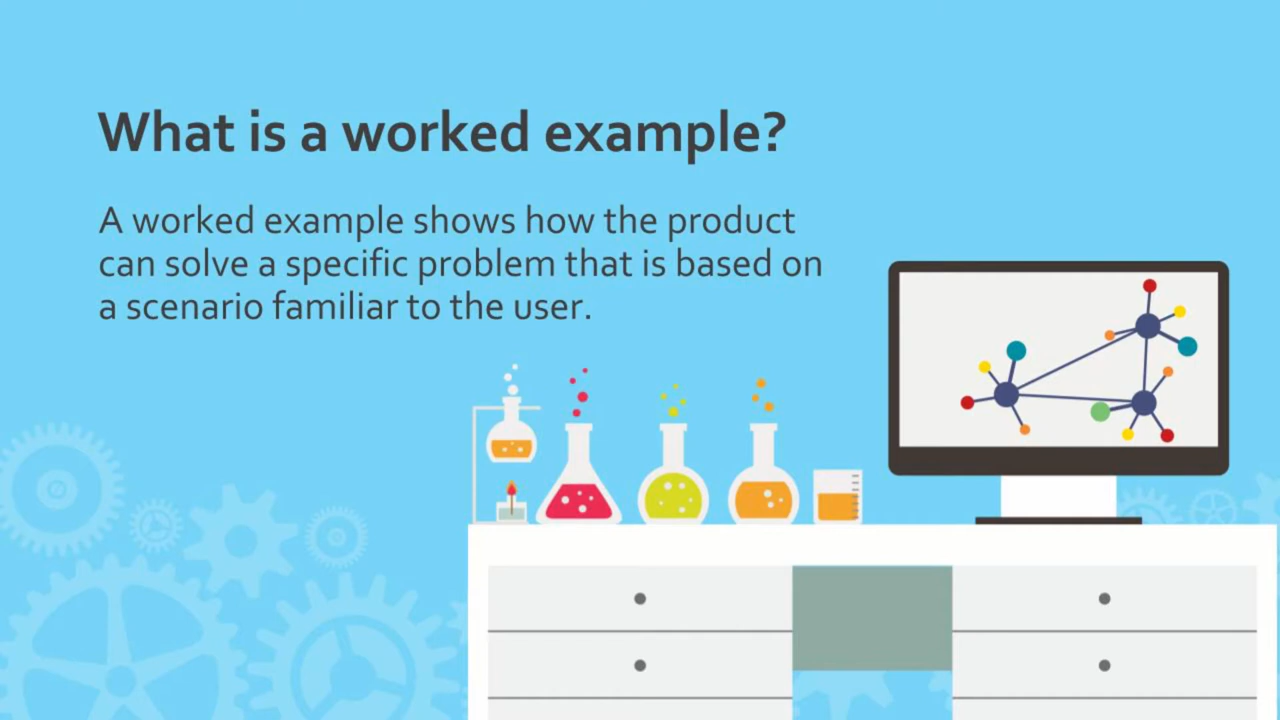 What is a worked example?
A worked example shows how the product
can solve a specific problem that is based on
a scenario familiar to the user.